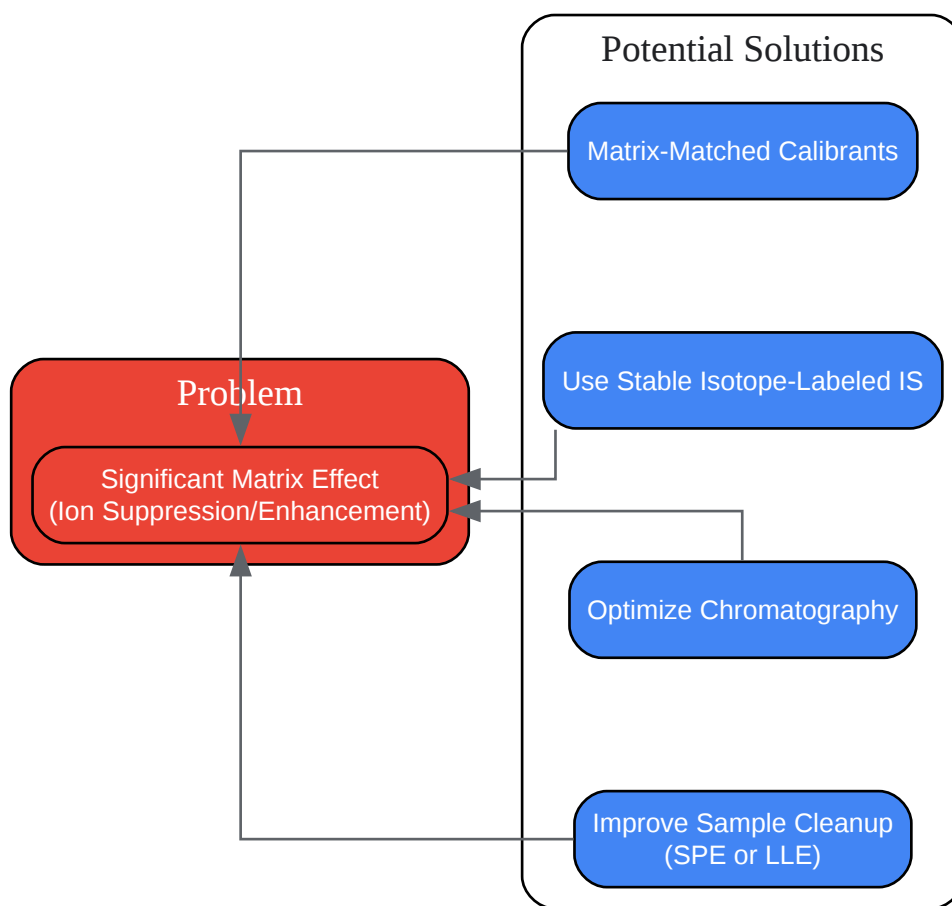 Potential Solutions
Matrix-Matched Calibrants
Use Stable Isotope-Labeled IS
Problem
Significant Matrix Effect
(Ion Suppression/Enhancement)
Optimize Chromatography
Improve Sample Cleanup
(SPE or LLE)